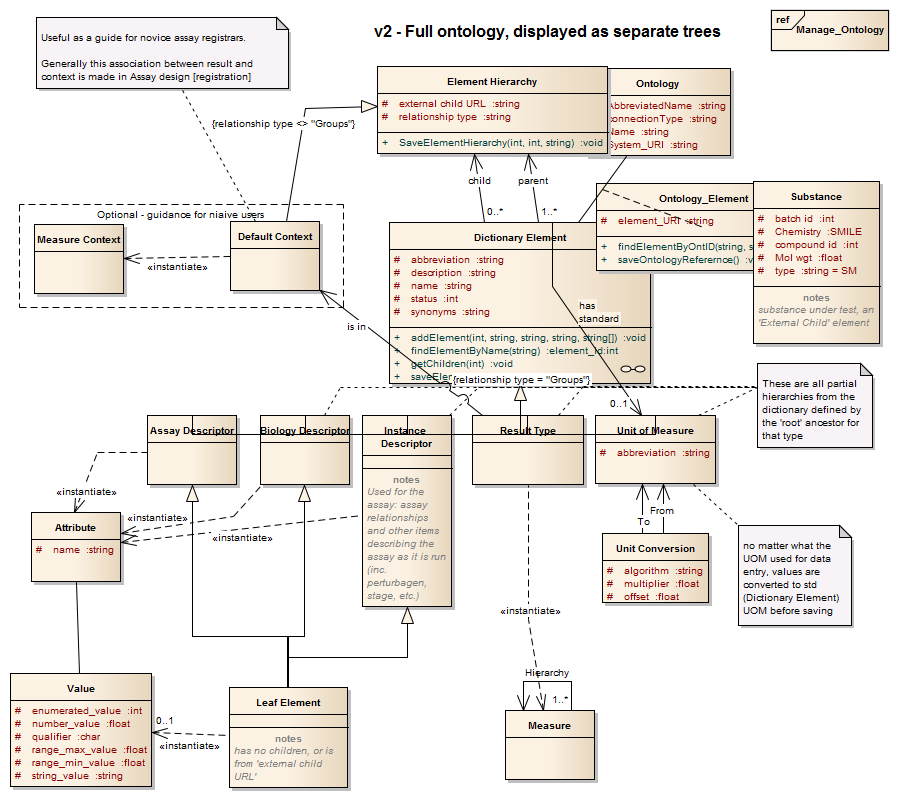 v2 - Full ontology, displayed as separate trees
ref
Manage_Ontology
Useful as a guide for novice assay registrars.
Generally this association between result and
context is made in Assay design [registration]
Element Hierarchy
# external child URL :string
# relationship type :string
+ SaveElementHierarchy(int, int, string) :void
Ontology
AbbreviatedName :string
onnectionType :string
Name :string
System_URI :string
{relationship type <> "Groups"}
child
parent
0..*
1..*
Optional - guidance for niaive users
Measure Context
Default Context
«instantiate»
Dictionary Element
# abbreviation :string
# description :string
# name :string
# status :int
# synonyms :string
+ addElement(int, string, string, string, string[]) :void
+ findElementByName(string) :element_id:int
+ getChildren(int) :void
+ saveEler
{relationship type = "Groups"}
Ontology_Element
# element_URI :string
+ findElementByOntID(string, s
+ saveOntologyReferernce() :v
Substance
# batch id :int
# Chemistry :SMILE
# compound id :int
# Mol wgt :float
# type :string = SM
notes
substance under test, an
'External Child' element
has
standard
is in
0..1
These are all partial
hierarchies from the
dictionary defined by
the 'root' ancestor for
that type
Assay Descriptor
Biology Descriptor
Instance
Descriptor
notes
Used for the
assay: assay
relationships
and other items
describing the
assay as it is run
(inc.
perturbagen,
stage, etc.)
Result Type
Unit of Measure
# abbreviation :string
«instantiate»
«instantiate»
«instantiate»
Attribute
# name :string
To
From
Unit Conversion
# algorithm :string
# multiplier :float
# offset :float
no matter what the
UOM used for data
entry, values are
converted to std
(Dictionary Element)
UOM before saving
«instantiate»
Value
# enumerated_value :int
# number_value :float
# qualifier :char
# range_max_value :float
# range_min_value :float
# string_value :string
0..1
«instantiate»
Leaf Element
notes
has no children, or is
from 'external child
URL'
Hierarchy
1..*
Measure